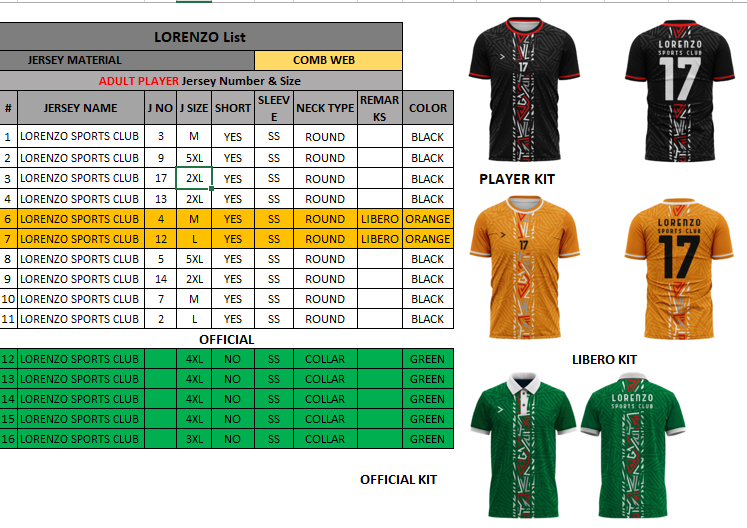 LORENZO List
JERSEY MATERIAL COMB WEB
ADULT PLAYER Jersey Number & Size
# JERSEY NAME J NO J SIZE SHORT SLEEVE NECK TYPE REMARKS COLOR
1 LORENZO SPORTS CLUB 3 M YES SS ROUND BLACK
2 LORENZO SPORTS CLUB 9 5XL YES SS ROUND BLACK
3 LORENZO SPORTS CLUB 17 2XL YES SS ROUND BLACK
4 LORENZO SPORTS CLUB 13 2XL YES SS ROUND BLACK
6 LORENZO SPORTS CLUB 4 M YES SS ROUND LIBERO ORANGE
7 LORENZO SPORTS CLUB 12 L YES SS ROUND LIBERO ORANGE
8 LORENZO SPORTS CLUB 5 5XL YES SS ROUND BLACK
9 LORENZO SPORTS CLUB 14 2XL YES SS ROUND BLACK
10 LORENZO SPORTS CLUB 7 M YES SS ROUND BLACK
11 LORENZO SPORTS CLUB 2 L YES SS ROUND BLACK
OFFICIAL
12 LORENZO SPORTS CLUB 4XL NO SS COLLAR GREEN
13 LORENZO SPORTS CLUB 4XL NO SS COLLAR GREEN
14 LORENZO SPORTS CLUB 4XL NO SS COLLAR GREEN
15 LORENZO SPORTS CLUB 4XL NO SS COLLAR GREEN
16 LORENZO SPORTS CLUB 3XL NO SS COLLAR GREEN
17
LORENZO
SPORTS CLUB
17
PLAYER KIT
17
LORENZO
SPORTS CLUB
17
LIBERO KIT
LORENZO
SPORTS CLUB
OFFICIAL KIT